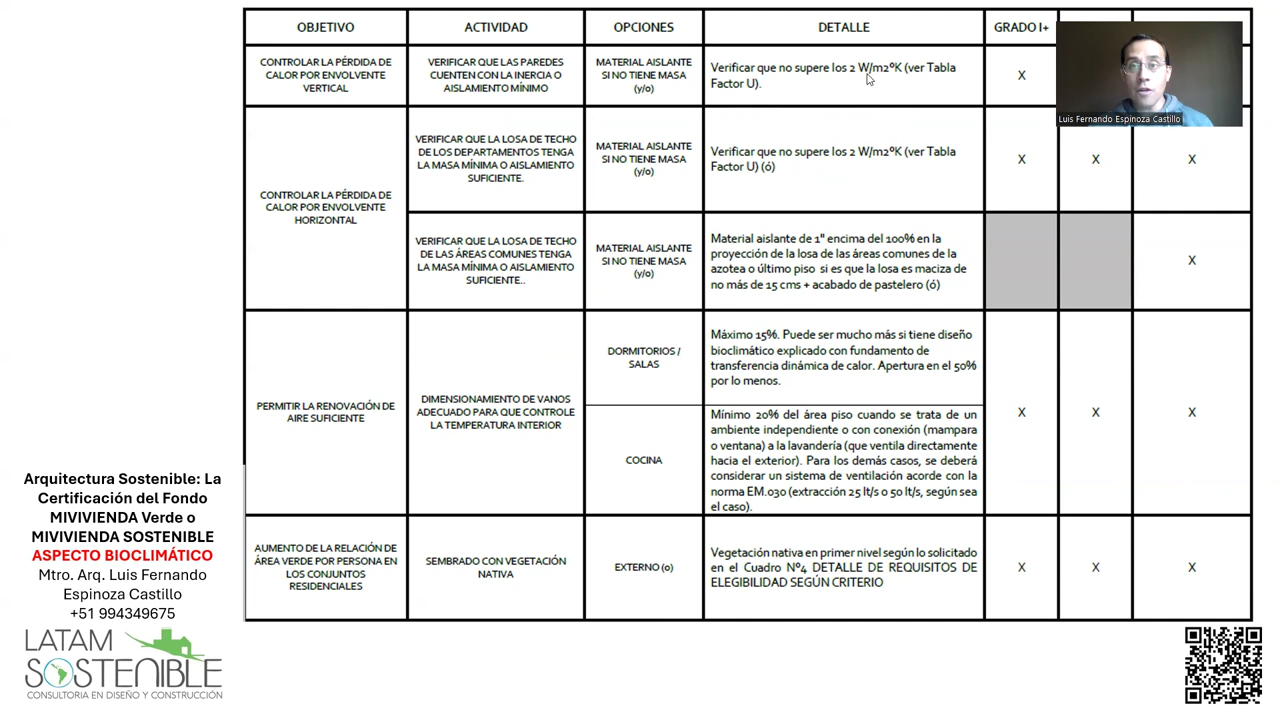 OBJETIVO
ACTIVIDAD
OPCIONES
DETALLE
GRADO I+
CONTROLAR LA PÉRDIDA DE
CALOR POR ENVOLVENTE
VERTICAL
VERIFICAR QUE LAS PAREDES
CUENTEN CON LA INERCIA O
AISLAMIENTO MÍNIMO
MATERIAL AISLANTE
SI NO TIENE MASA
(y/o)
Verificar que no supere los 2 W/m2ºK (ver Tabla
Factor U).
X
Luis Fernando Espinoza Castillo
CONTROLAR LA PÉRDIDA DE
CALOR POR ENVOLVENTE
HORIZONTAL
VERIFICAR QUE LA LOSA DE TECHO
DE LOS DEPARTAMENTOS TENGA
LA MASA MÍNIMA O AISLAMIENTO
SUFICIENTE.
MATERIAL AISLANTE
SI NO TIENE MASA
(y/o)
Verificar que no supere los 2 W/m2ºK (ver Tabla
Factor U) (ó)
X
X
X
VERIFICAR QUE LA LOSA DE TECHO
DE LAS ÁREAS COMUNES TENGA
LA MASA MÍNIMA O AISLAMIENTO
SUFICIENTE..
MATERIAL AISLANTE
SI NO TIENE MASA
(y/o)
Material aislante de 1" encima del 100% en la
proyección de la losa de las áreas comunes de la
azotea o último piso si es que la losa es maciza de
no más de 15 cms + acabado de pastelero (ó)
X
PERMITIR LA RENOVACIÓN DE
AIRE SUFICIENTE
DIMENSIONAMIENTO DE VANOS
ADECUADO PARA QUE CONTROLE
LA TEMPERATURA INTERIOR
DORMITORIOS /
SALAS
Máximo 15%. Puede ser mucho más si tiene diseño
bioclimático explicado con fundamento de
transferencia dinámica de calor. Apertura en el 50%
por lo menos.
COCINA
Mínimo 20% del área piso cuando se trata de un
ambiente independiente o con conexión (mampara
o ventana) a la lavandería (que ventila directamente
hacia el exterior). Para los demás casos, se deberá
considerar un sistema de ventilación acorde con la
norma EM.030 (extracción 25 lt/s o 50 lt/s, según sea
el caso).
X
X
X
AUMENTO DE LA RELACIÓN DE
ÁREA VERDE POR PERSONA EN
LOS CONJUNTOS
RESIDENCIALES
SEMBRADO CON VEGETACIÓN
NATIVA
EXTERNO (o)
Vegetación nativa en primer nivel según lo solicitado
en el Cuadro Nº4 DETALLE DE REQUISITOS DE
ELEGIBILIDAD SEGÚN CRITERIO
X
X
X
Arquitectura Sostenible: La
Certificación del Fondo
MIVIVIENDA Verde o
MIVIVIENDA SOSTENIBLE
ASPECTO BIOCLIMÁTICO
Mtro. Arq. Luis Fernando
Espinoza Castillo
+51 994349675
LATAM
SOSTENIBLE
CONSULTORIA EN DISEÑO Y CONSTRUCCIÓN